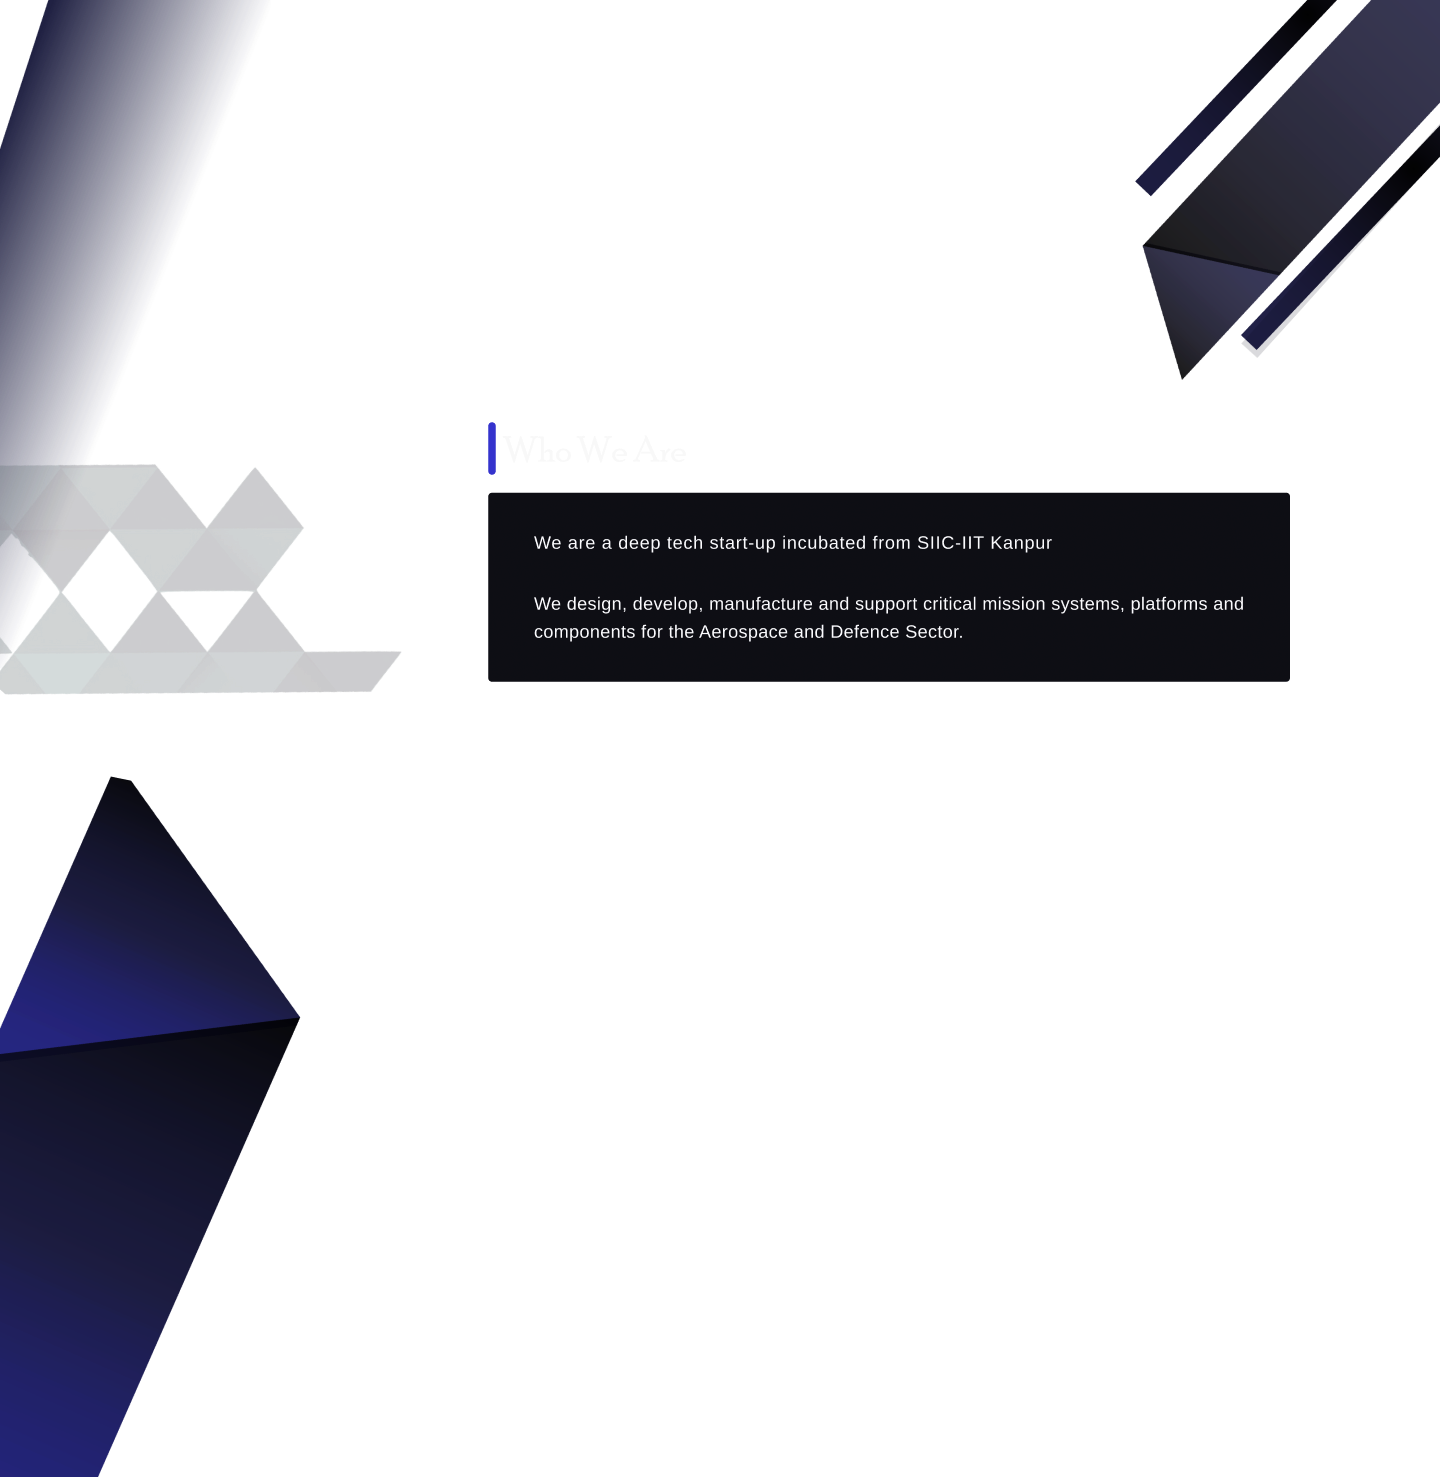 Who We Are
We are a deep tech start-up incubated from SIIC-IIT Kanpur
We design, develop, manufacture and support critical mission systems, platforms and
components for the Aerospace and Defence Sector.